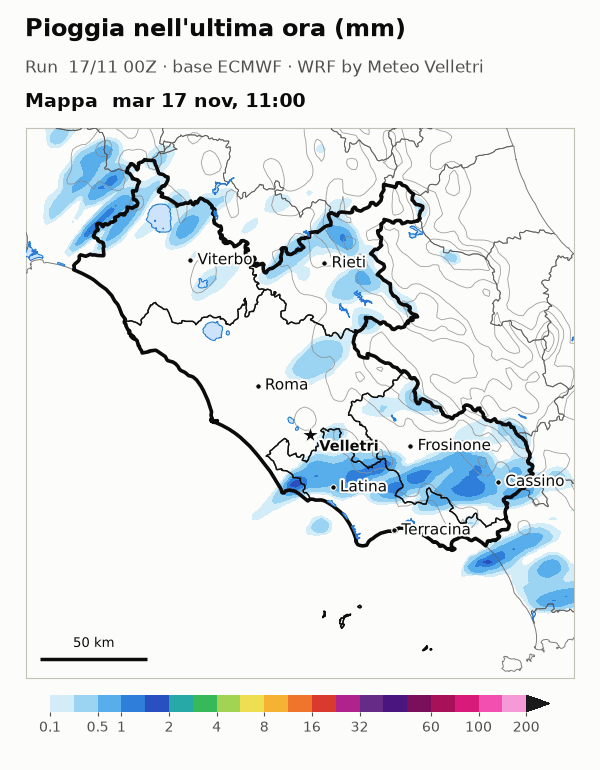 Pioggia nell'ultima ora (mm)
Run  17/11 00Z · base ECMWF · WRF by Meteo Velletri
Mappa  mar 17 nov, 11:00
Viterbo
Rieti
Roma
Velletri
Frosinone
Latina
Cassino
Terracina
50 km
0.1 0.5 1 2 4 8 16 32 60 100 200